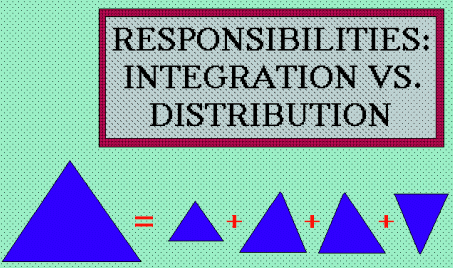 RESPONSIBILITIES:
INTEGRATION VS.
DISTRIBUTION
= + + +